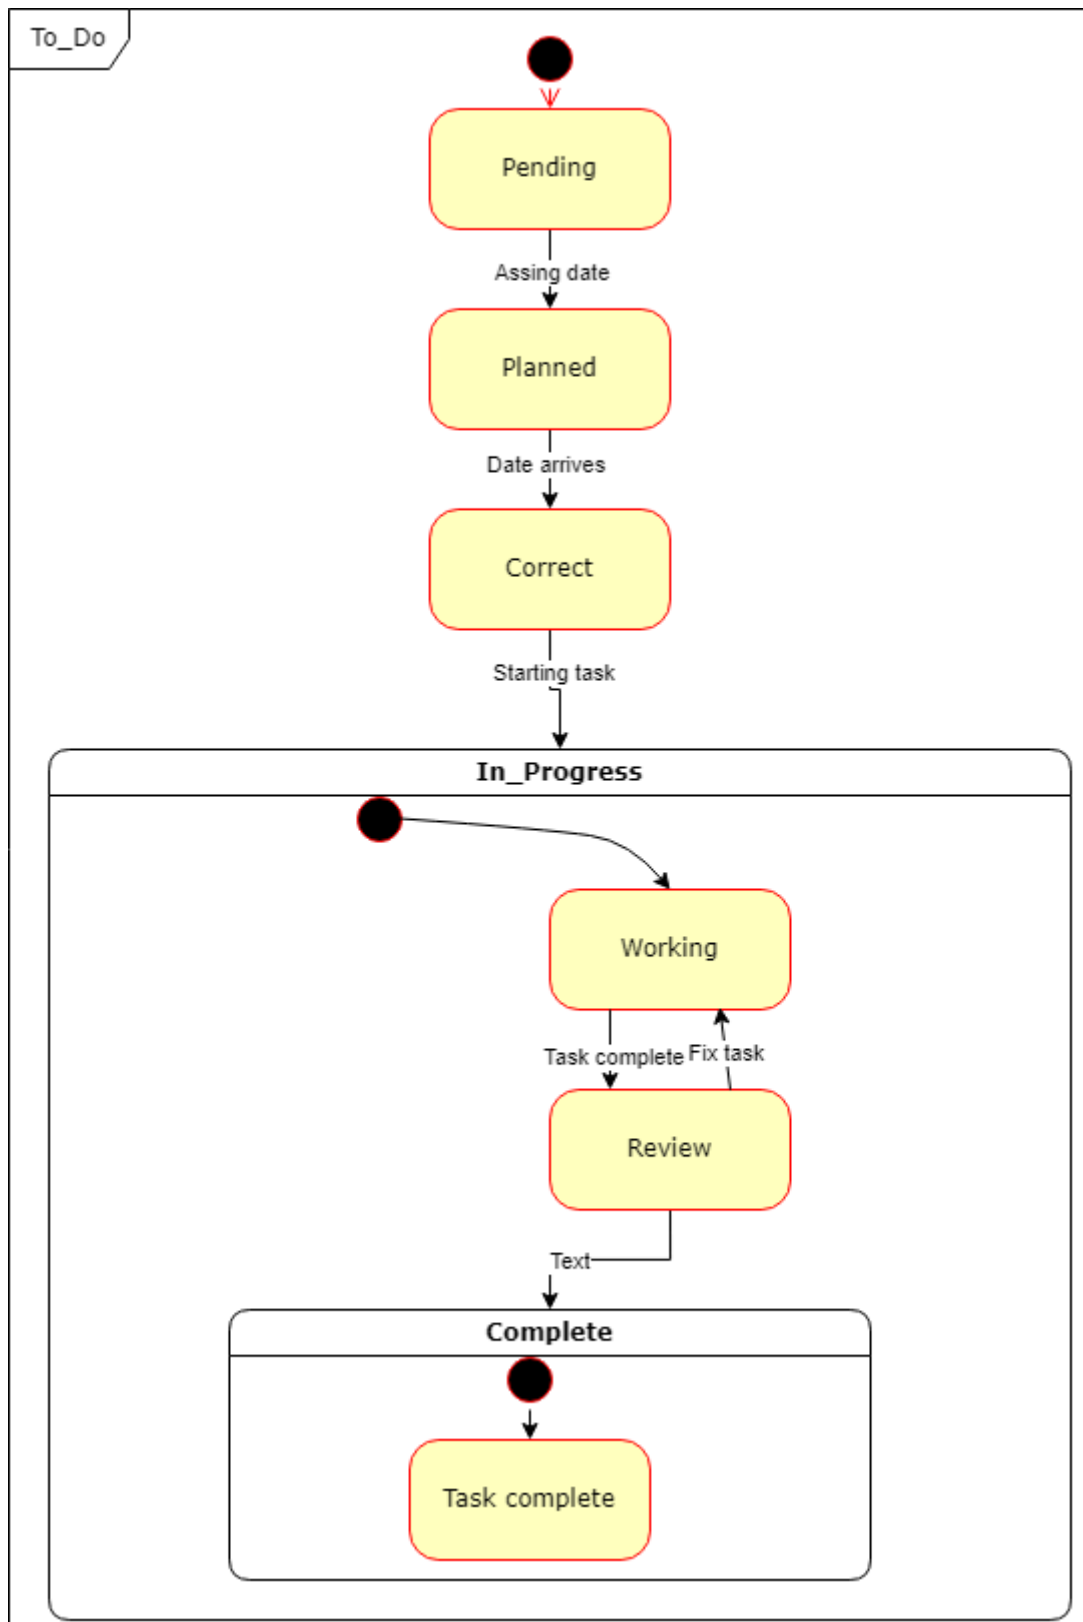 To_Do
Pending
Assing date
Planned
Date arrives
Correct
Starting task
In_Progress
Working
Task complete
Fix task
Review
Text
Complete
Task complete